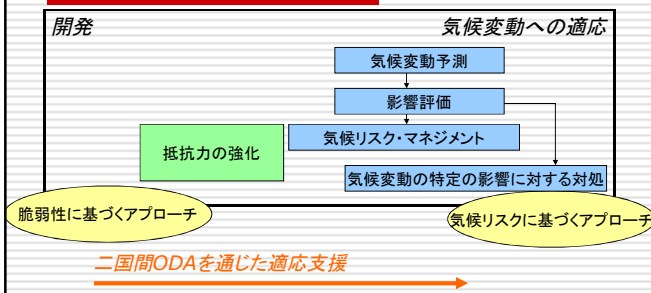 開発
気候変動への適応
気候変動予測
影響評価
気候リスク・マネジメント
抵抗力の強化
気候変動の特定の影響に対する対処
脆弱性に基づくアプローチ
気候リスクに基づくアプローチ
二国間ODAを通じた適応支援